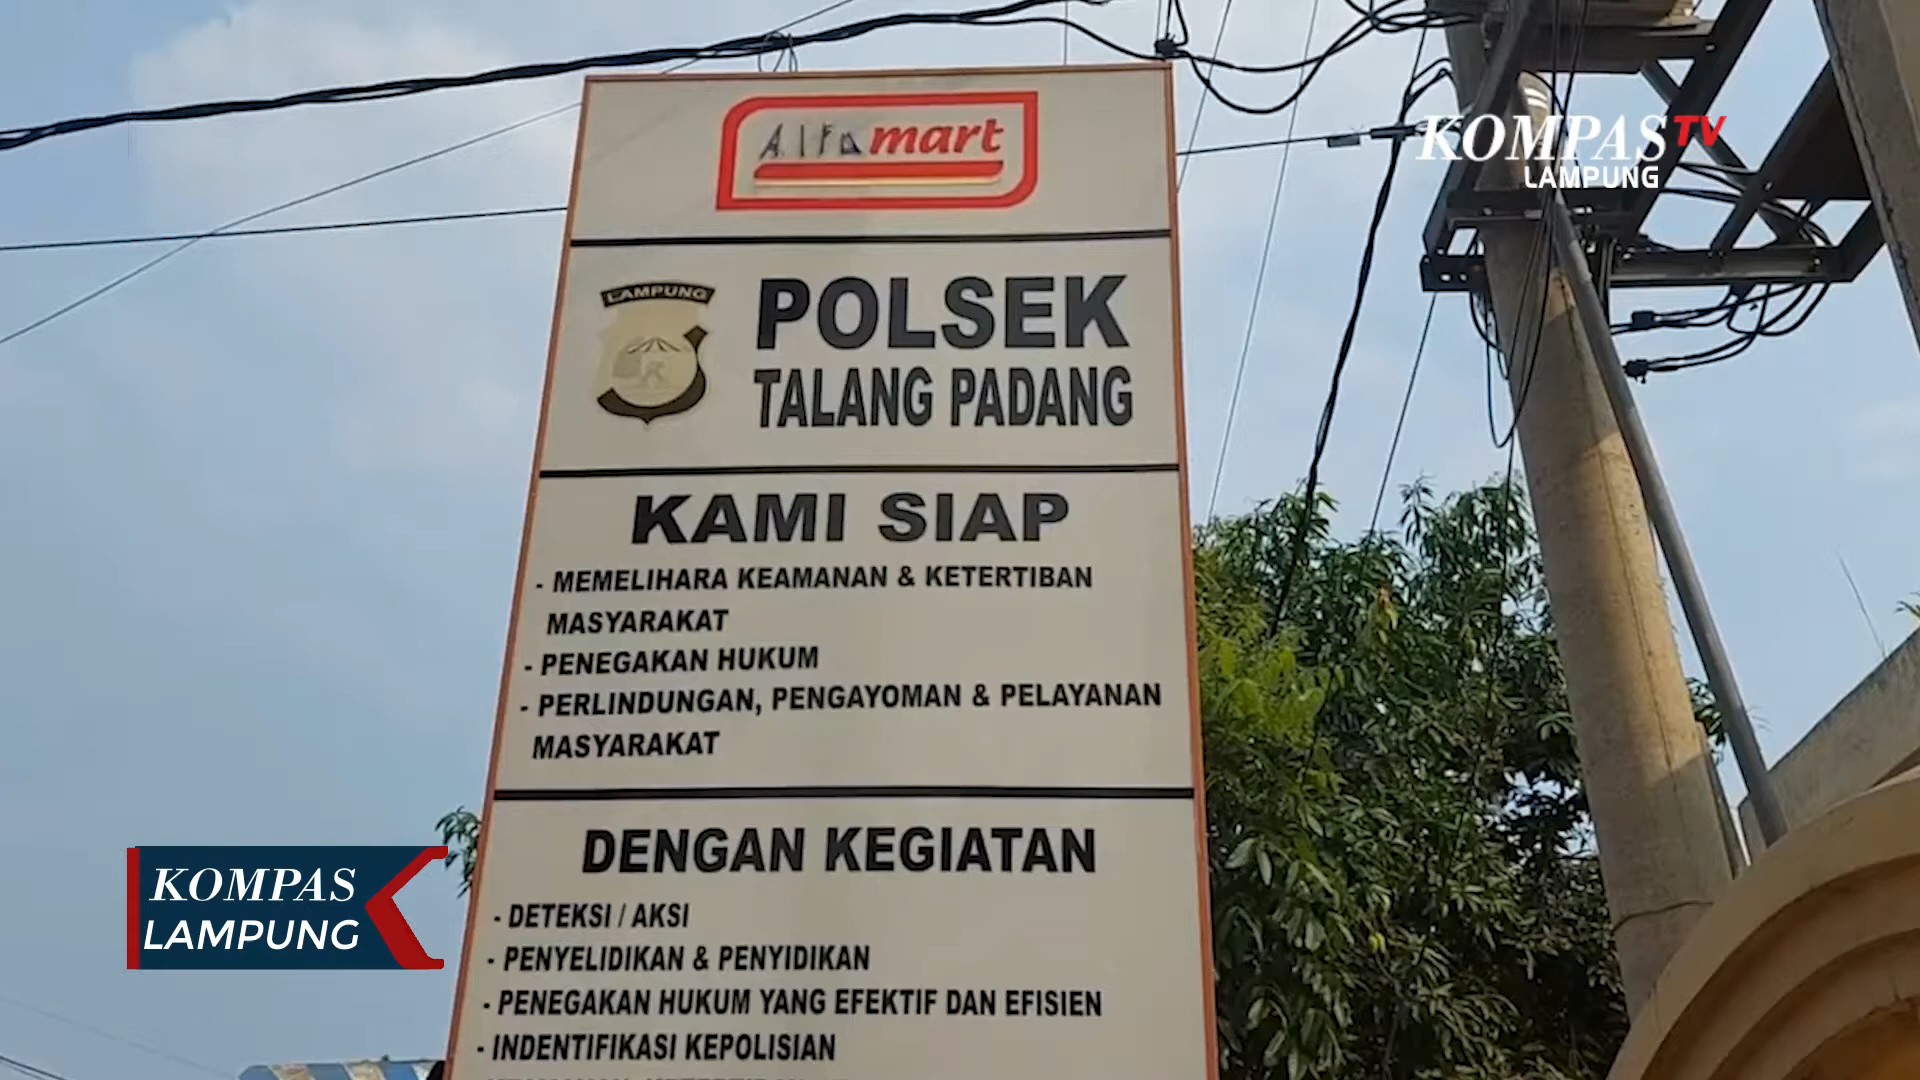 Alfamart
KOMPAS TV
LAMPUNG
LAMPUNG
POLSEK
TALANG PADANG
KAMI SIAP
- MEMELIHARA KEAMANAN & KETERTIBAN
MASYARAKAT
- PENEGAKAN HUKUM
- PERLINDUNGAN, PENGAYOMAN & PELAYANAN
MASYARAKAT
DENGAN KEGIATAN
- DETEKSI / AKSI
- PENYELIDIKAN & PENYIDIKAN
- PENEGAKAN HUKUM YANG EFEKTIF DAN EFISIEN
- INDENTIFIKASI KEPOLISIAN
KOMPAS
LAMPUNG